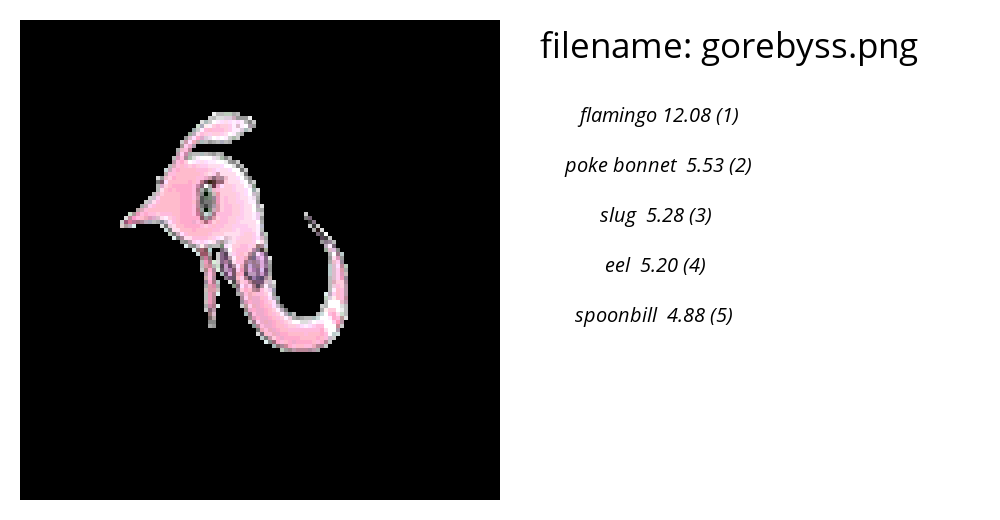 filename: gorebyss.png
flamingo 12.08 (1)
poke bonnet 5.53 (2)
slug 5.28 (3)
eel 5.20 (4)
spoonbill 4.88 (5)